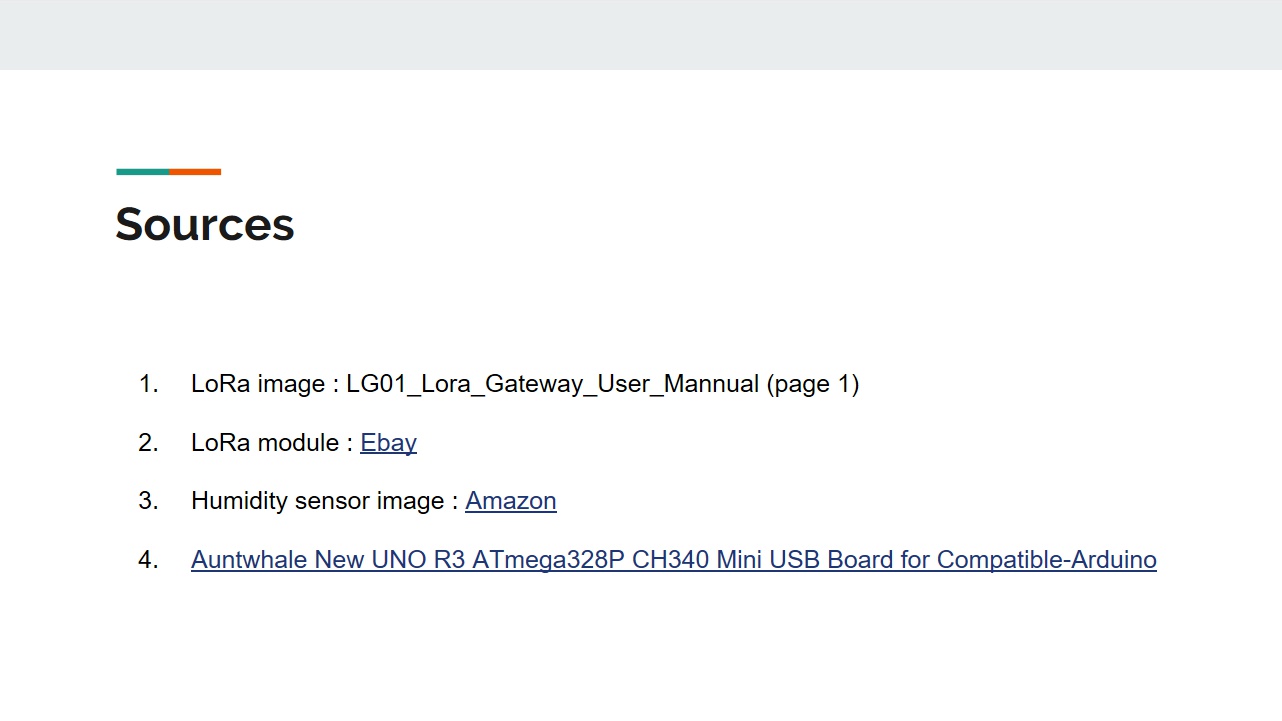 Sources
1. LoRa image : LG01_Lora_Gateway_User_Mannual (page 1)
2. LoRa module : Ebay
3. Humidity sensor image : Amazon
4. Auntwhale New UNO R3 ATmega328P CH340 Mini USB Board for Compatible-Arduino